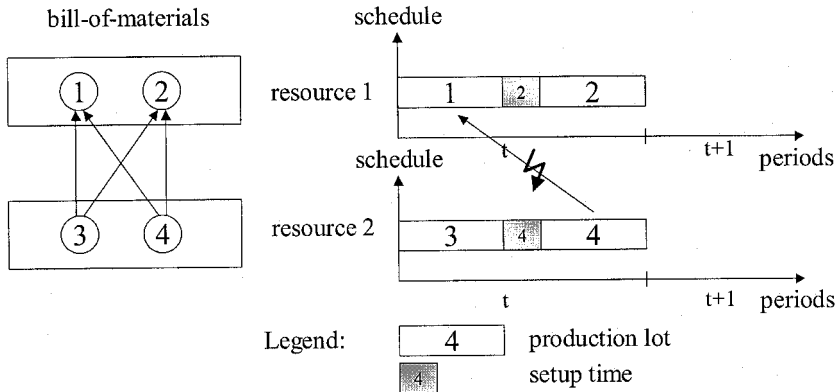 bill-of-materials
1 2
3 4
schedule
resource 1
1 2 2
t t+1 periods
schedule
resource 2
3 4 4
t t+1 periods
Legend:
4 production lot
4 setup time